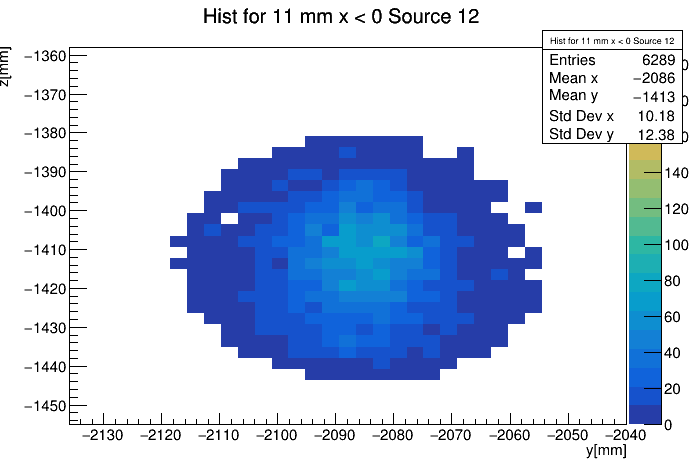 Hist for 11 mm x < 0 Source 12
Hist for 11 mm x < 0 Source 12
Entries 6289
Mean x −2086
Mean y −1413
Std Dev x 10.18
Std Dev y 12.38
z[mm]
−1360
−1370
−1380
−1390
−1400
−1410
−1420
−1430
−1440
−1450
0
0
0
140
120
100
80
60
40
20
0
−2130 −2120 −2110 −2100 −2090 −2080 −2070 −2060 −2050 −2040
y[mm]